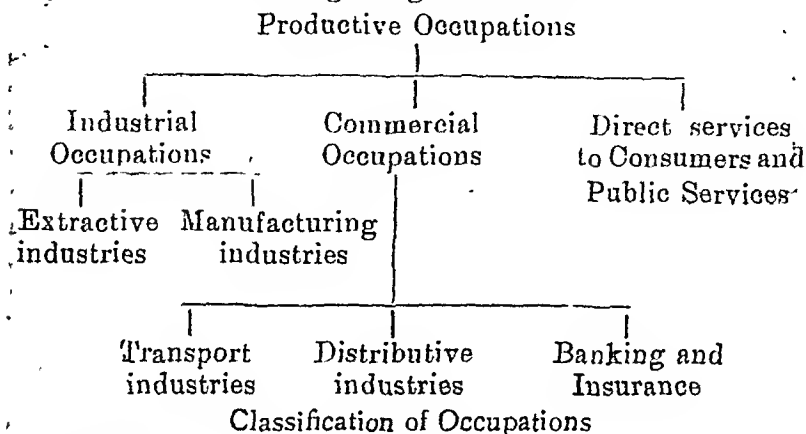 Productive Occupations
Industrial Commercial Direct services
Occupations Occupations to Consumers and
Public Services
Extractive Manufacturing
industries industries
Transport Distributive Banking and
industries industries Insurance
Classification of Occupations